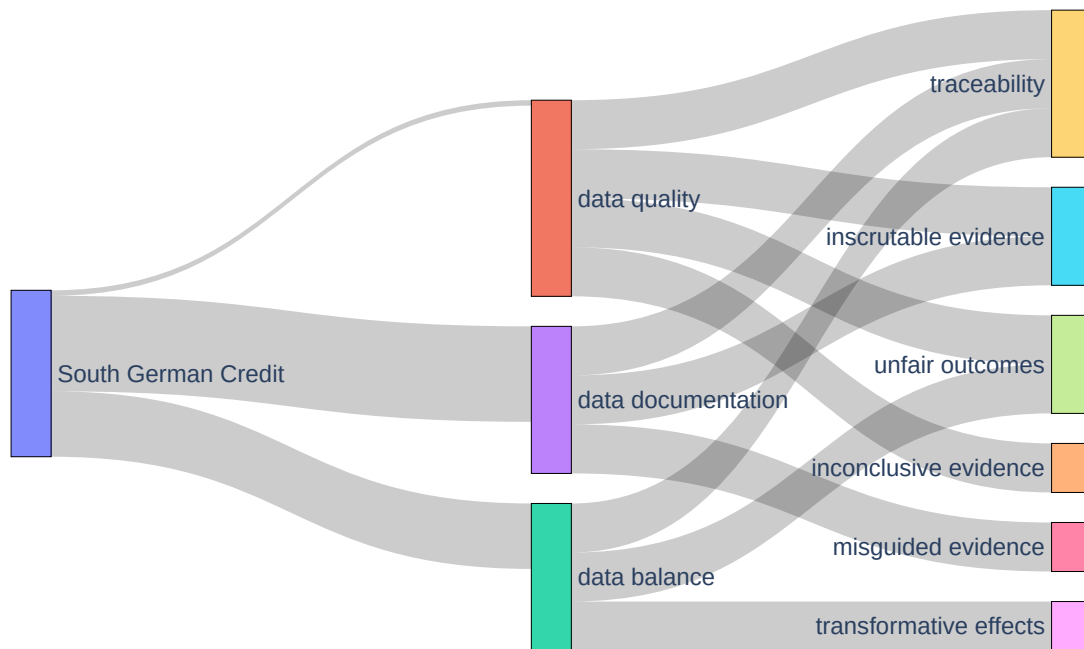 traceability
data quality
inscrutable evidence
unfair outcomes
South German Credit
data documentation
inconclusive evidence
misguided evidence
data balance
transformative effects